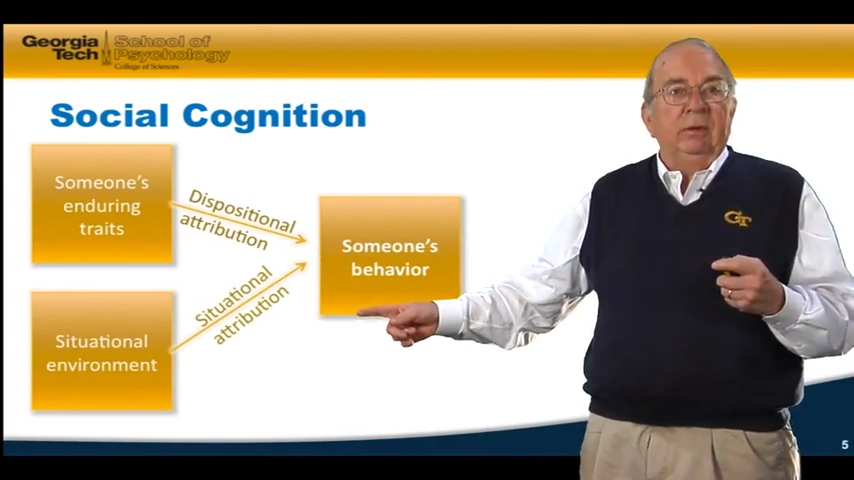 Georgia
Tech
School of
Psychology
College of Sciences
Social Cognition
Someone's
enduring
traits
Dispositional
attribution
Someone's
behavior
Situational
attribution
Situational
environment
GT
5